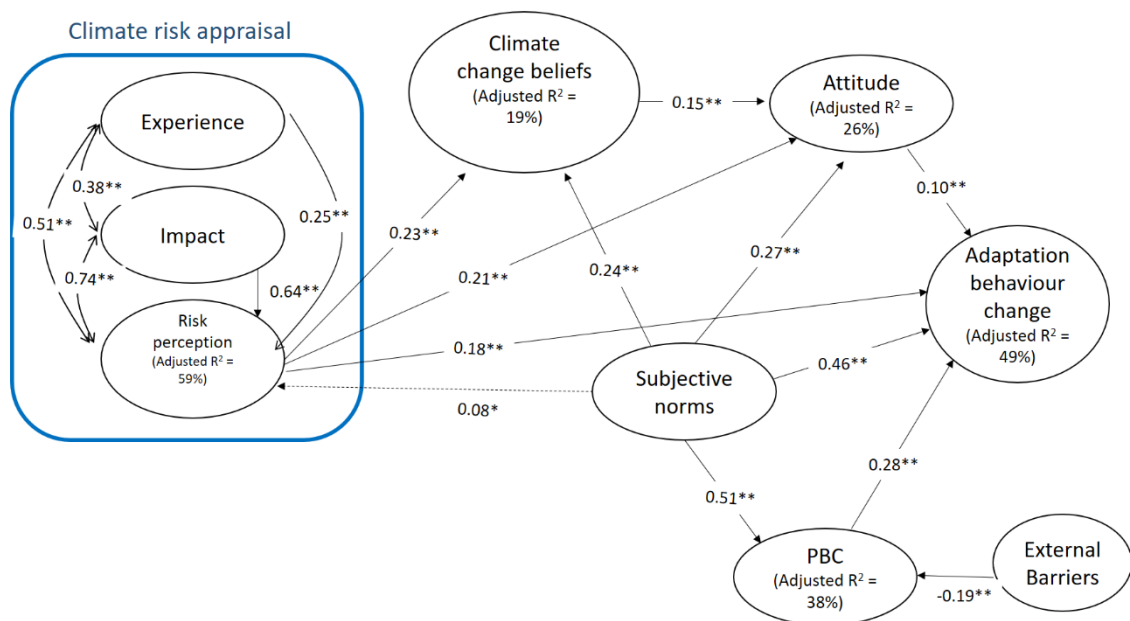 Climate risk appraisal
Experience
0.38**
0.51**
0.25**
Impact
0.74**
0.64**
Risk
perception
(Adjusted R² =
59%)
Climate
change beliefs
(Adjusted R² =
19%)
0.15**
Attitude
(Adjusted R² =
26%)
0.10**
0.23**
0.21**
0.24**
0.27**
Adaptation
behaviour
change
(Adjusted R² =
49%)
0.18**
0.46**
0.08*
Subjective
norms
0.28**
0.51**
PBC
(Adjusted R² =
38%)
-0.19**
External
Barriers